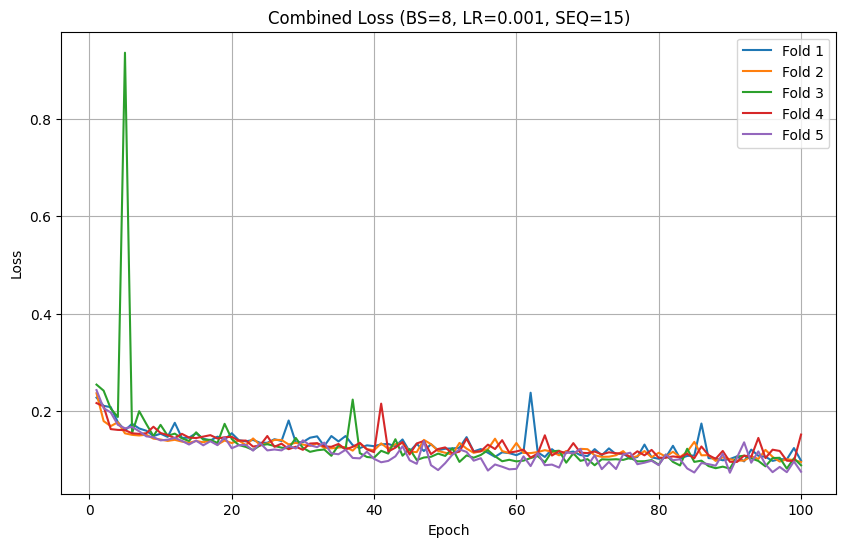 Combined Loss (BS=8, LR=0.001, SEQ=15)
Fold 1
Fold 2
Fold 3
Fold 4
Fold 5
Loss
0.8
0.6
0.4
0.2
0
20
40
60
80
100
Epoch